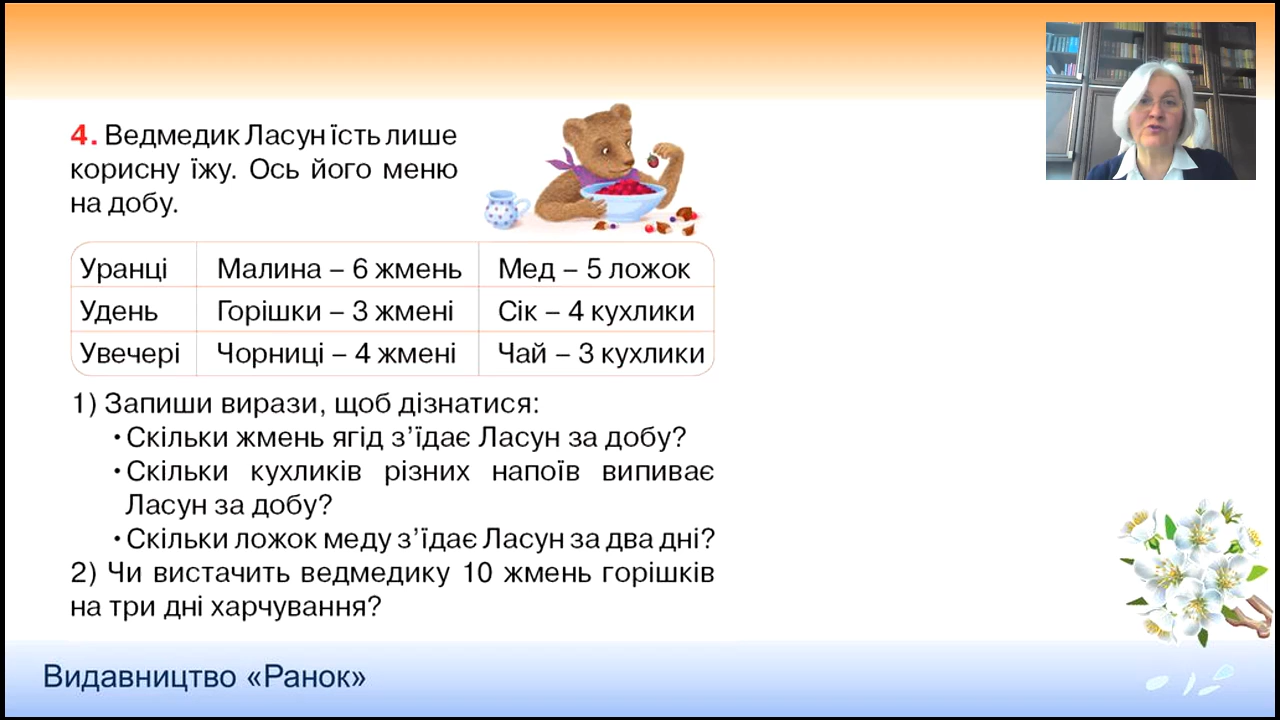 4. Ведмедик Ласун їсть лише
корисну їжу. Ось його меню
на добу.
Уранці Малина – 6 жмень Мед – 5 ложок
Удень Горішки – 3 жмені Сік – 4 кухлики
Увечері Чорниці – 4 жмені Чай – 3 кухлики
1) Запиши вирази, щоб дізнатися:
• Скільки жмень ягід з’їдає Ласун за добу?
• Скільки кухликів різних напоїв випиває
Ласун за добу?
• Скільки ложок меду з’їдає Ласун за два дні?
2) Чи вистачить ведмедику 10 жмень горішків
на три дні харчування?
Видавництво «Ранок»